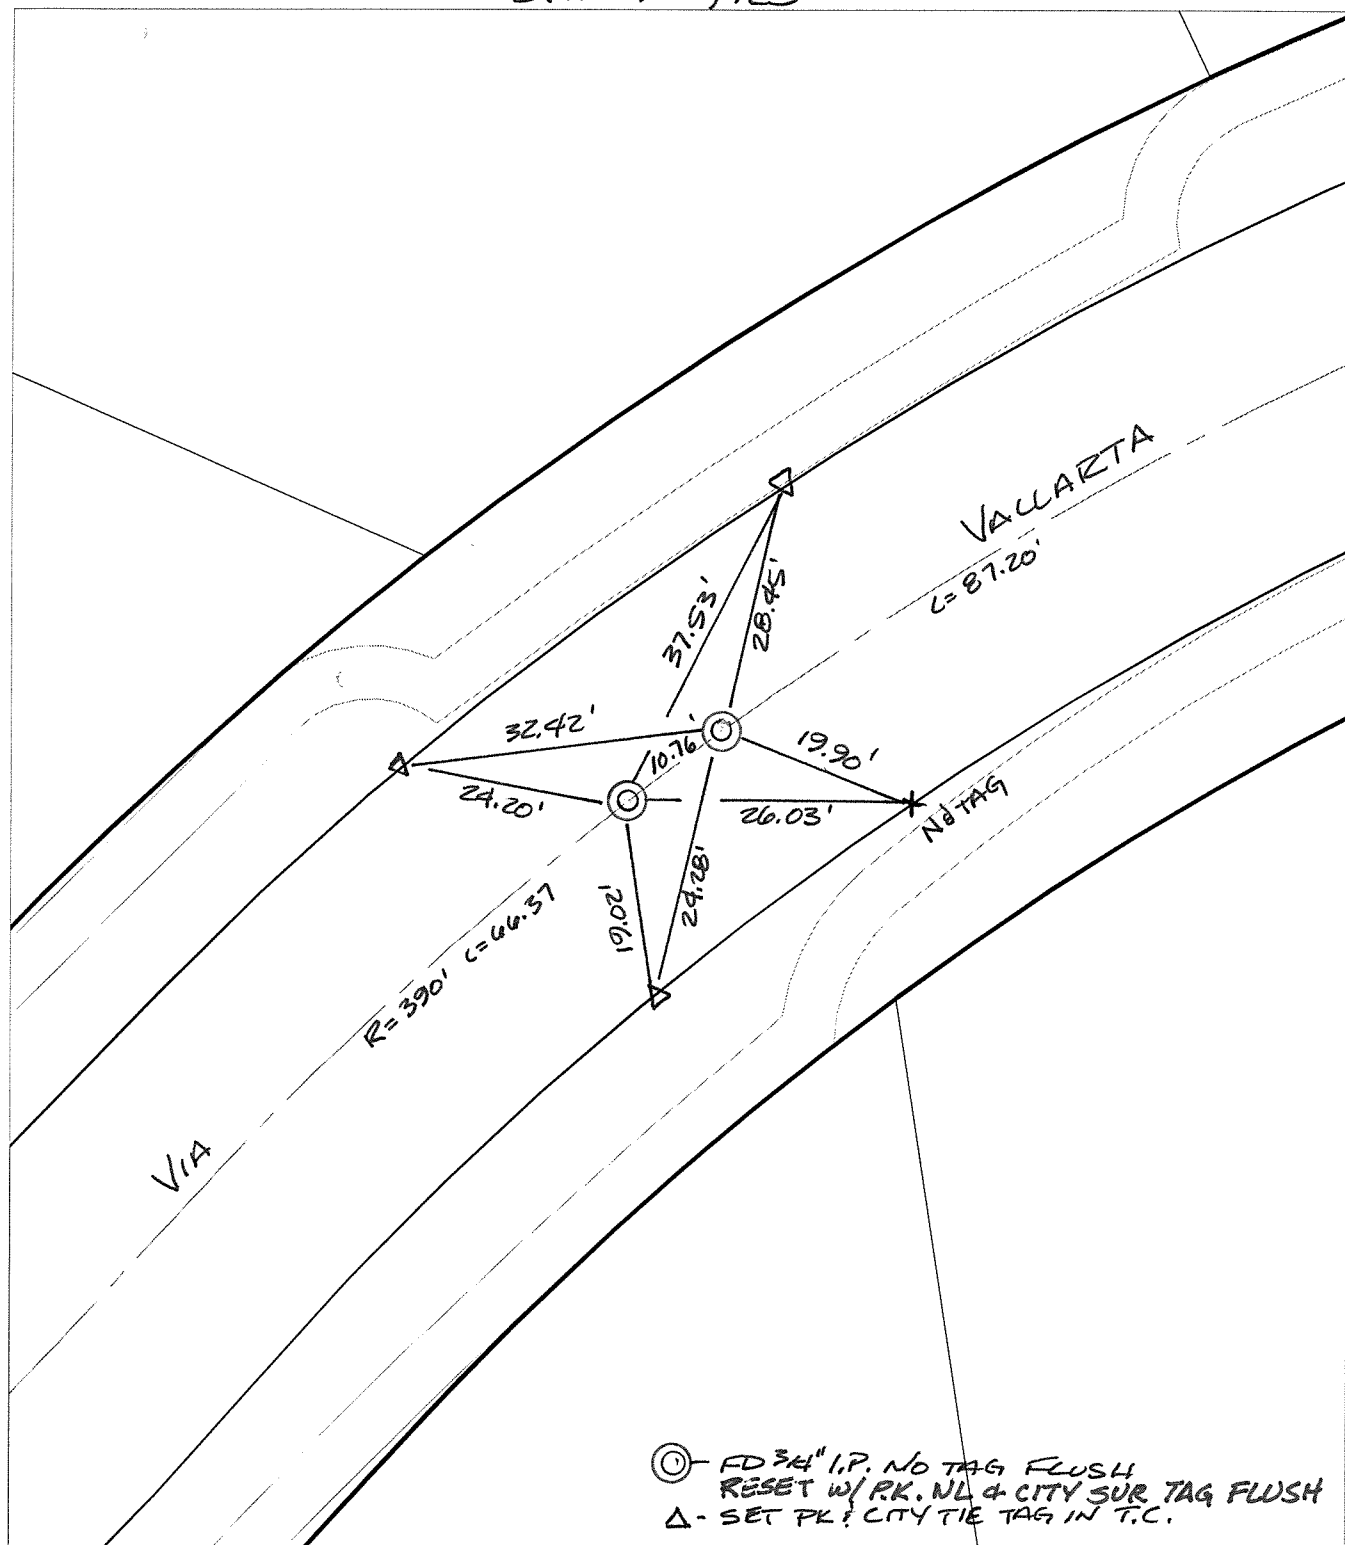 VALLARTA
L=87.20'
37.53'
28.45'
32.42'
10.76'
19.90'
24.20'
26.03'
No TAG
19.02'
24.28'
R=390' L=66.37
VIA
FD 3/4" I.P. NO TAG FLUSH
RESET W/ P.K. NL & CITY SUR TAG FLUSH
△ - SET PK & CITY TIE TAG IN T.C.